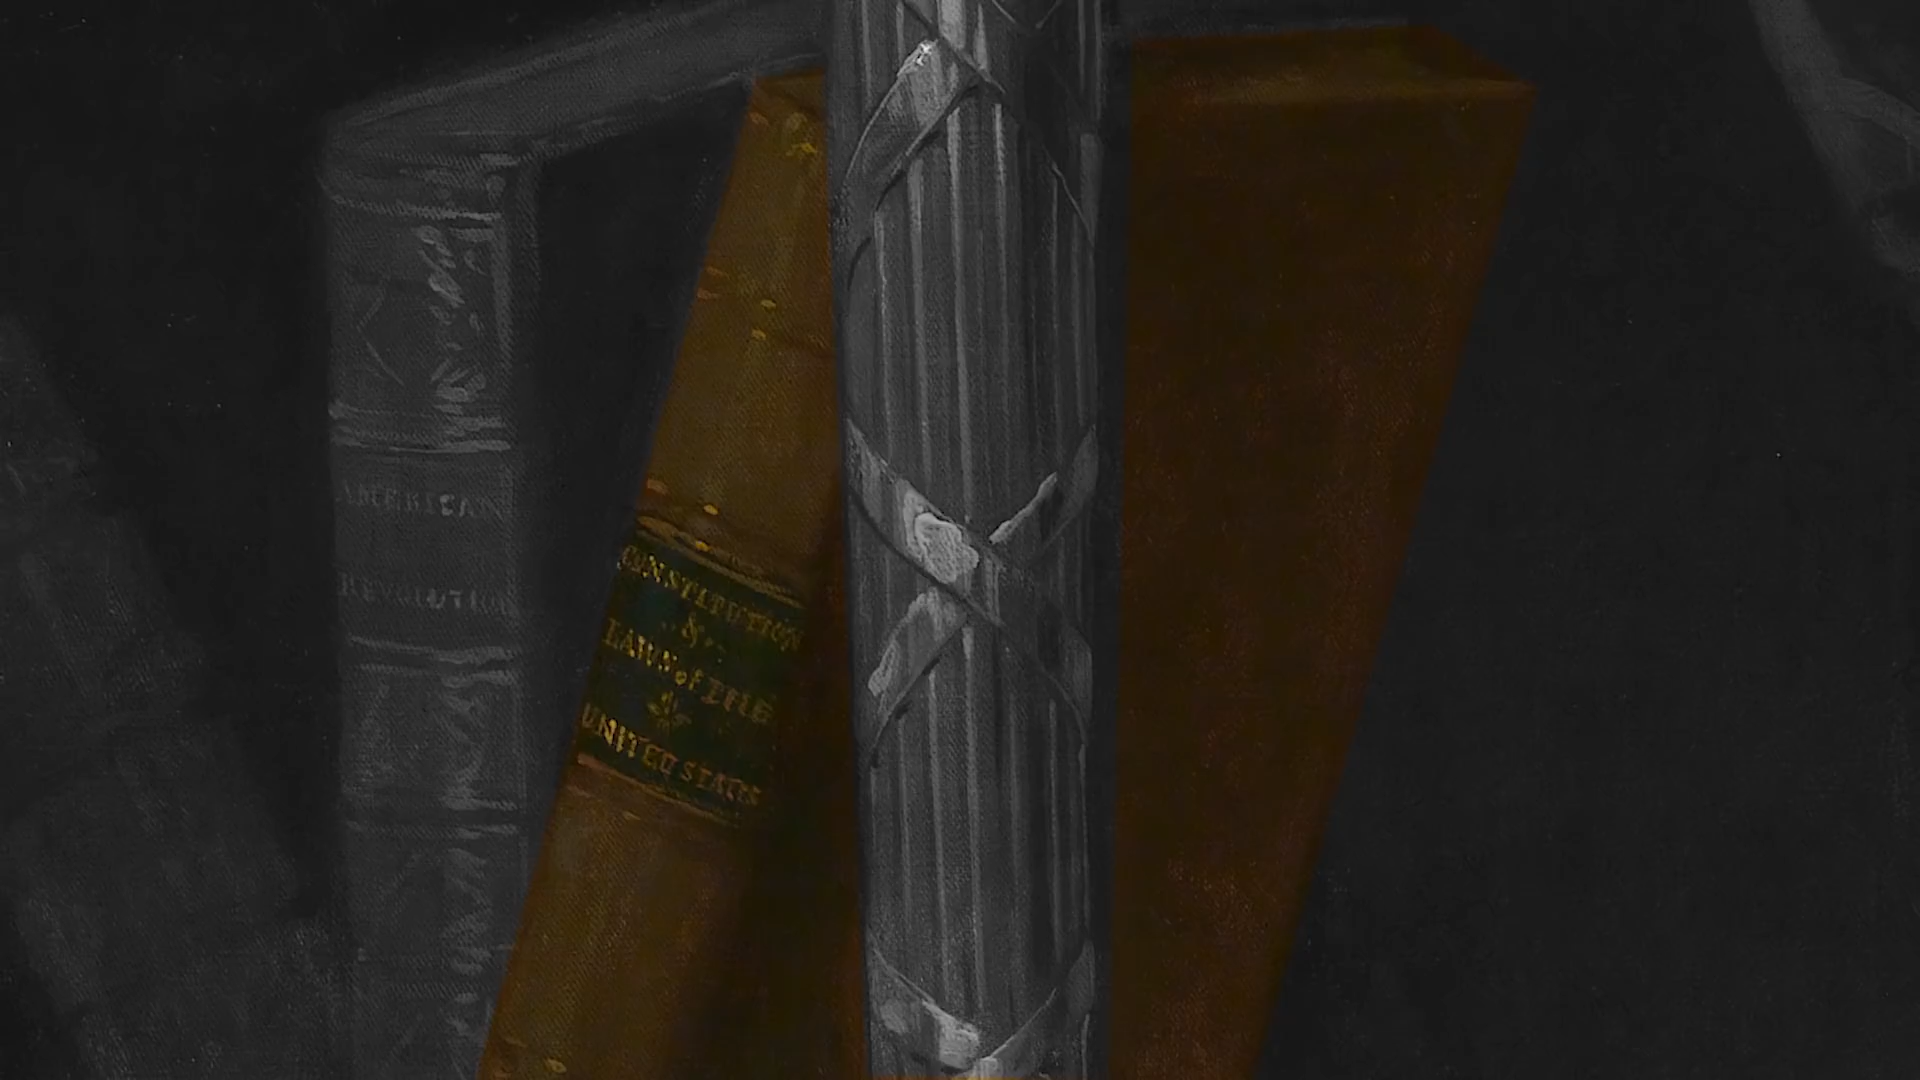 AMERICAN
REVOLUTION
CONSTITUTION
&
LAWS of THE
UNITED STATES